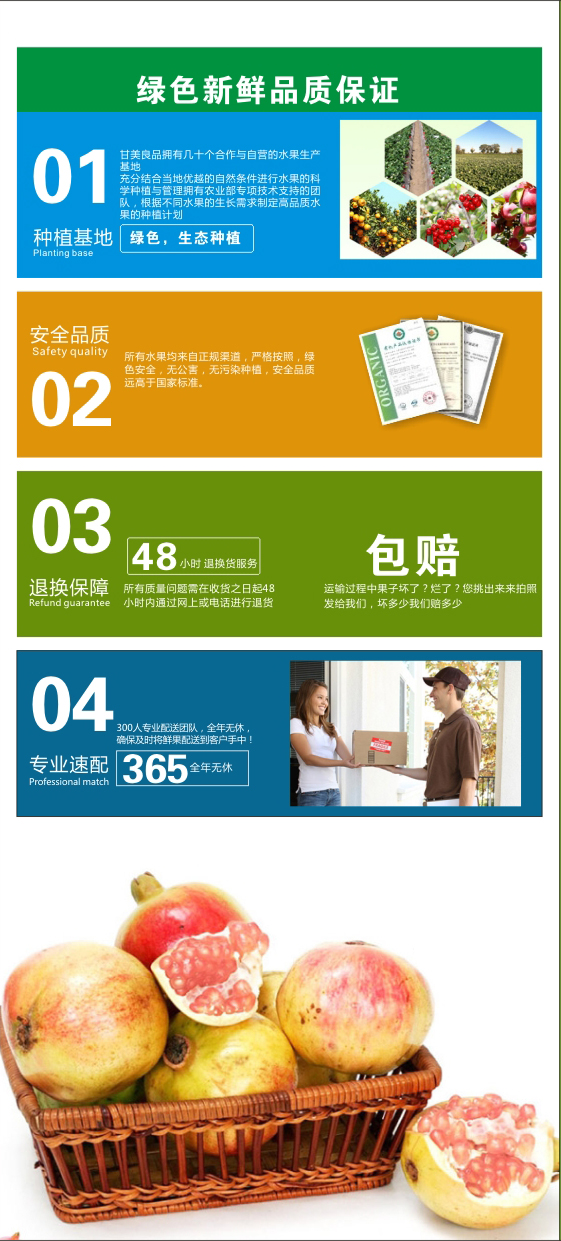 绿色新鲜品质保证
01
甘美良品拥有几十个合作与自营的水果生产
基地
充分结合当地优越的自然条件进行水果的科
学种植与管理拥有农业部专项技术支持的团
队，根据不同水果的生长需求制定高品质水
果的种植计划
种植基地
Planting base
绿色，生态种植
安全品质
Safety quality
02
所有水果均来自正规渠道，严格按照，绿
色安全，无公害，无污染种植，安全品质
远高于国家标准。
ORGANIC
03
退换保障
Refund guarantee
48小时 退换货服务
所有质量问题需在收货之日起48
小时内通过网上或电话进行退货
包赔
运输过程中果子坏了？烂了？您挑出来来拍照
发给我们，坏多少我们赔多少
04
专业速配
Professional match
300人专业配送团队，全年无休，
确保及时将鲜果配送到客户手中！
365全年无休